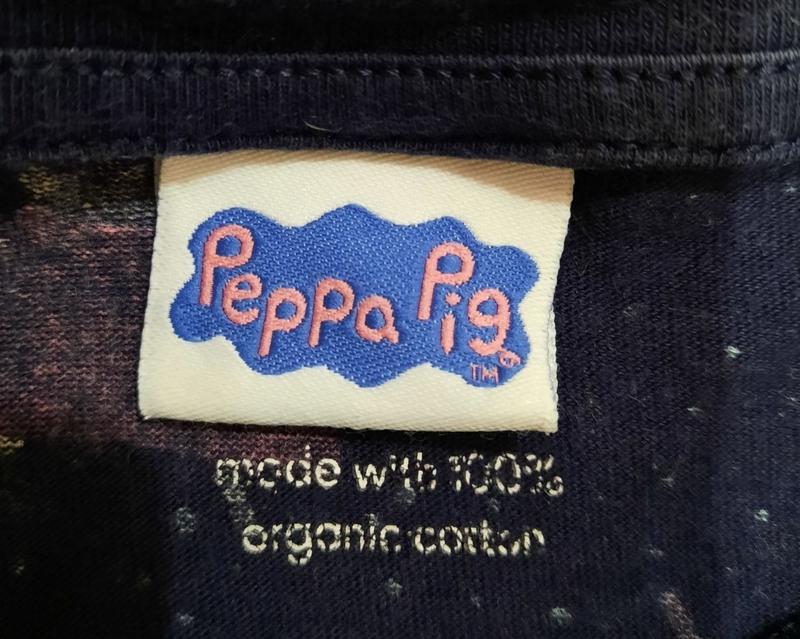 Peppa Pig
TM
made with 100%
organic cotton